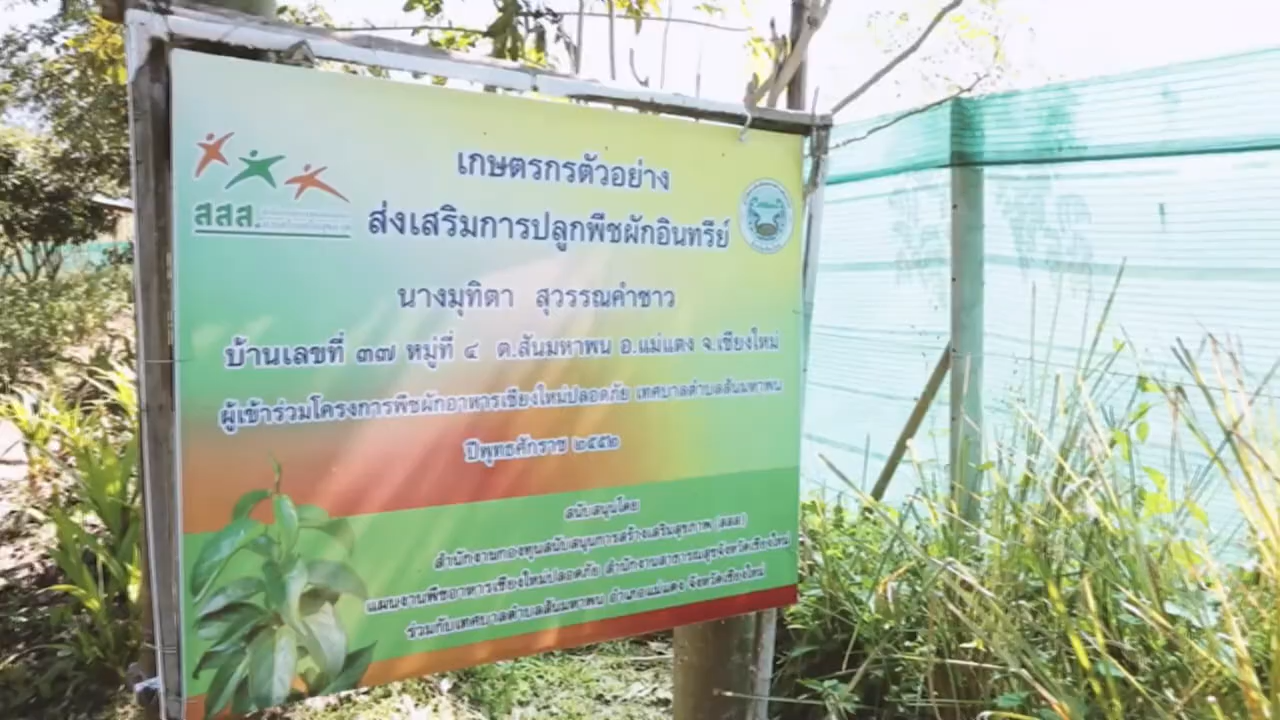 เกษตรกรตัวอย่าง
ส่งเสริมการปลูกพืชผักอินทรีย์
สสส.
นางมุทิตา สุวรรณคำซาว
บ้านเลขที่ ๓๗ หมู่ที่ ๔ ต.สันมหาพน อ.แม่แตง จ.เชียงใหม่
ผู้เข้าร่วมโครงการพืชผักอาหารเชียงใหม่ปลอดภัย เทศบาลตำบลสันมหาพน
ปีพุทธศักราช ๒๕๕๒
สนับสนุนโดย
สำนักงานกองทุนสนับสนุนการสร้างเสริมสุขภาพ (สสส)
แผนงานพืชอาหารเชียงใหม่ปลอดภัย สำนักงานสาธารณสุขจังหวัดเชียงใหม่
ร่วมกับเทศบาลตำบลสันมหาพน อำเภอแม่แตง จังหวัดเชียงใหม่